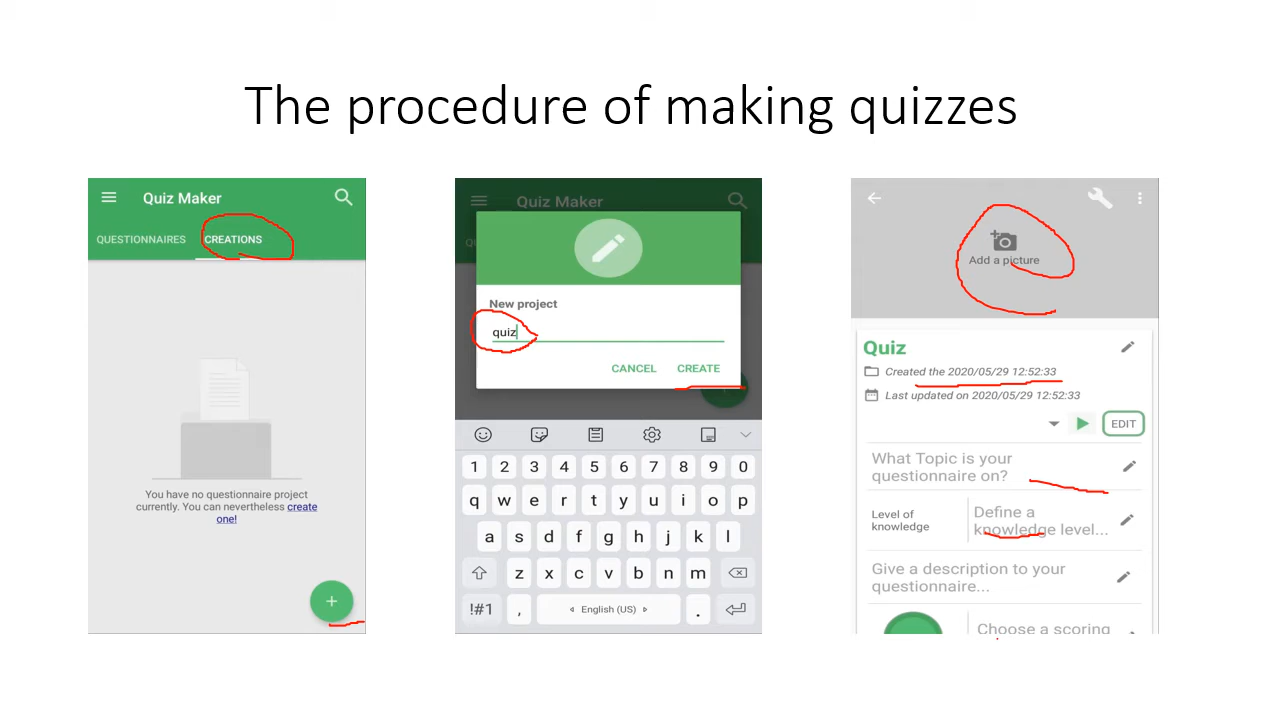 The procedure of making quizzes
Quiz Maker
QUESTIONNAIRES CREATIONS
You have no questionnaire project
currently. You can nevertheless create
one!
+
Quiz Maker
New project
quiz
CANCEL CREATE
1 2 3 4 5 6 7 8 9 0
q w e r t y u i o p
a s d f g h j k l
z x c v b n m
!#1 , English (US) .
Add a picture
Quiz
Created the 2020/05/29 12:52:33
Last updated on 2020/05/29 12:52:33
EDIT
What Topic is your
questionnaire on?
Level of
knowledge
Define a
knowledge level...
Give a description to your
questionnaire...
Choose a scoring